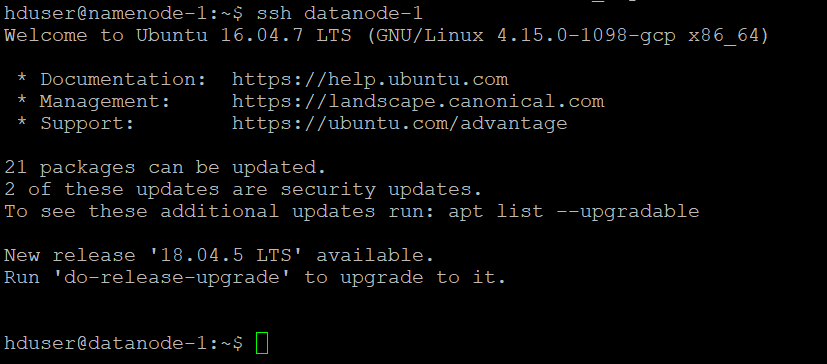 hduser@namenode-1:~$ ssh datanode-1
Welcome to Ubuntu 16.04.7 LTS (GNU/Linux 4.15.0-1098-gcp x86_64)
* Documentation: https://help.ubuntu.com
* Management: https://landscape.canonical.com
* Support: https://ubuntu.com/advantage
21 packages can be updated.
2 of these updates are security updates.
To see these additional updates run: apt list --upgradable
New release '18.04.5 LTS' available.
Run 'do-release-upgrade' to upgrade to it.
hduser@datanode-1:~$